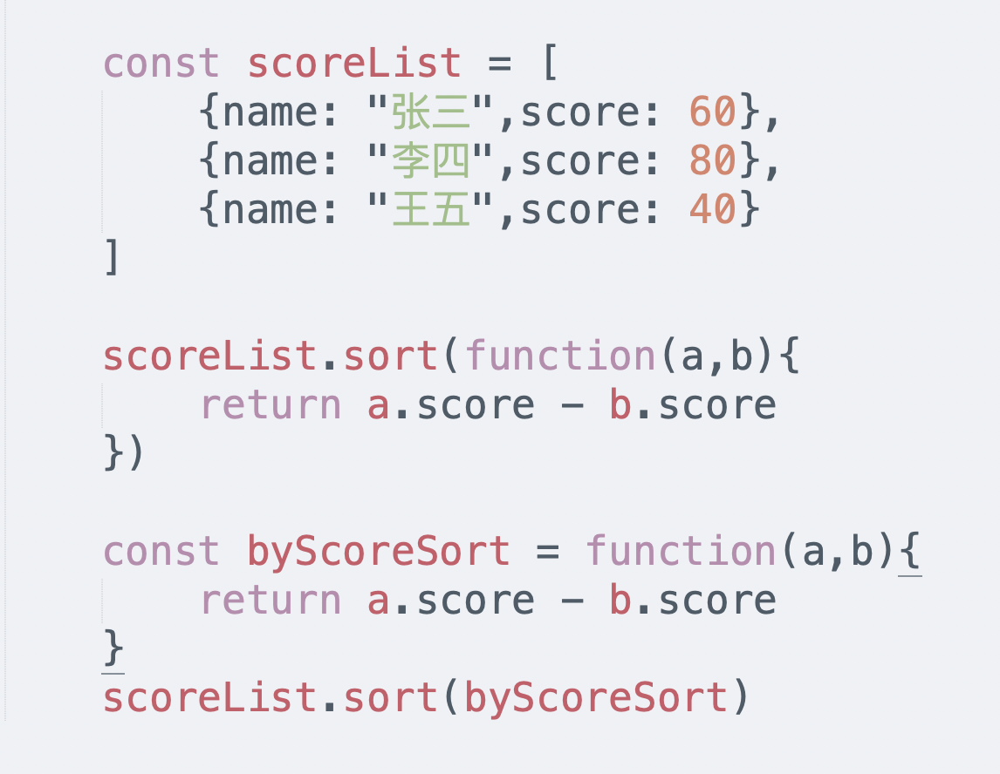 const scoreList = [
    {name: "张三",score: 60},
    {name: "李四",score: 80},
    {name: "王五",score: 40}
]
scoreList.sort(function(a,b){
    return a.score - b.score
})
const byScoreSort = function(a,b){
    return a.score - b.score
}
scoreList.sort(byScoreSort)